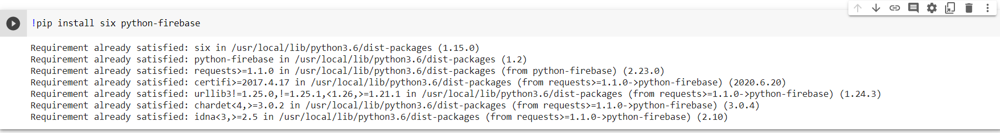 !pip install six python-firebase
Requirement already satisfied: six in /usr/local/lib/python3.6/dist-packages (1.15.0)
Requirement already satisfied: python-firebase in /usr/local/lib/python3.6/dist-packages (1.2)
Requirement already satisfied: requests>=1.1.0 in /usr/local/lib/python3.6/dist-packages (from python-firebase) (2.23.0)
Requirement already satisfied: certifi>=2017.4.17 in /usr/local/lib/python3.6/dist-packages (from requests>=1.1.0->python-firebase) (2020.6.20)
Requirement already satisfied: urllib3!=1.25.0,!=1.25.1,<1.26,>=1.21.1 in /usr/local/lib/python3.6/dist-packages (from requests>=1.1.0->python-firebase) (1.24.3)
Requirement already satisfied: chardet<4,>=3.0.2 in /usr/local/lib/python3.6/dist-packages (from requests>=1.1.0->python-firebase) (3.0.4)
Requirement already satisfied: idna<3,>=2.5 in /usr/local/lib/python3.6/dist-packages (from requests>=1.1.0->python-firebase) (2.10)